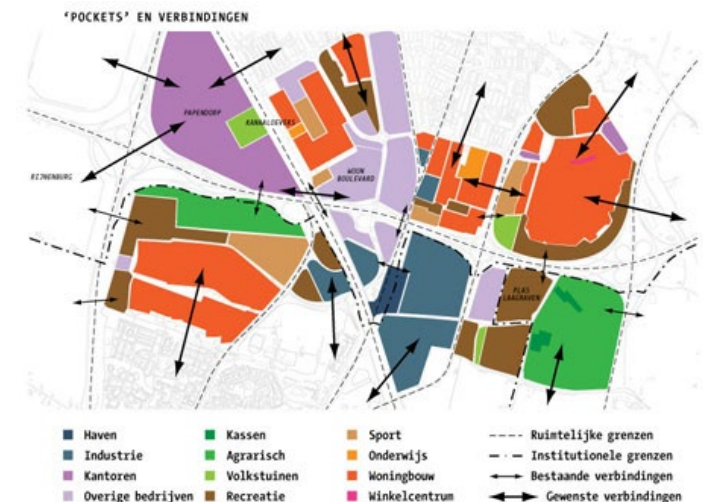 ‘POCKETS’ EN VERBINDINGEN
PAPENDORP
KANAALOEVERS
WOON
BOULEVARD
RIJNENBURG
PLAS
LAAGRAVEN
Haven
Industrie
Kantoren
Overige bedrijven
Kassen
Agrarisch
Volkstuinen
Recreatie
Sport
Onderwijs
Woningbouw
Winkelcentrum
Ruimtelijke grenzen
Institutionele grenzen
Bestaande verbindingen
Gewenste verbindingen